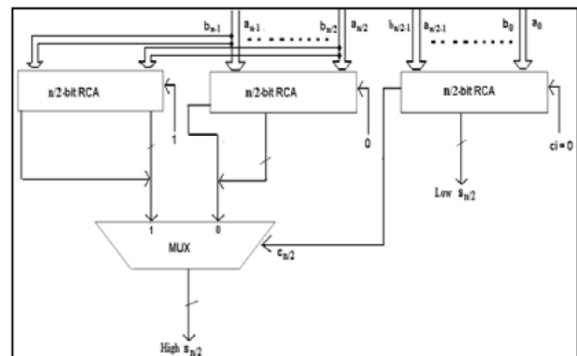 b_{n-1} a_{n-1} b_{n/2} a_{n/2} b_{n/2-1} a_{n/2-1} b_0 a_0
n/2-bit RCA n/2-bit RCA n/2-bit RCA
1 0 ci = 0
Low s_{n/2}
1 0
MUX c_{n/2}
High s_{n/2}